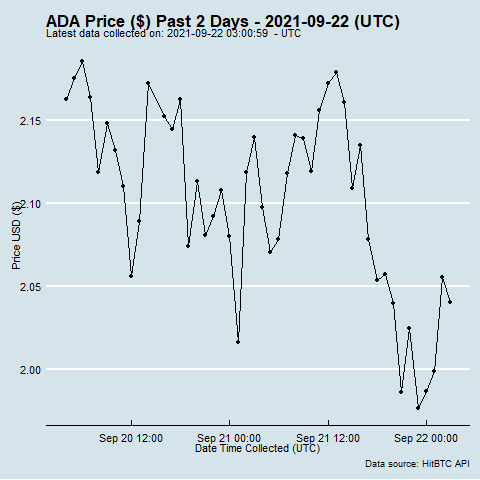 ADA Price ($) Past 2 Days - 2021-09-22 (UTC)
Latest data collected on: 2021-09-22 03:00:59  - UTC
Price USD ($)
2.15
2.10
2.05
2.00
Sep 20 12:00
Sep 21 00:00
Sep 21 12:00
Sep 22 00:00
Date Time Collected (UTC)
Data source: HitBTC API